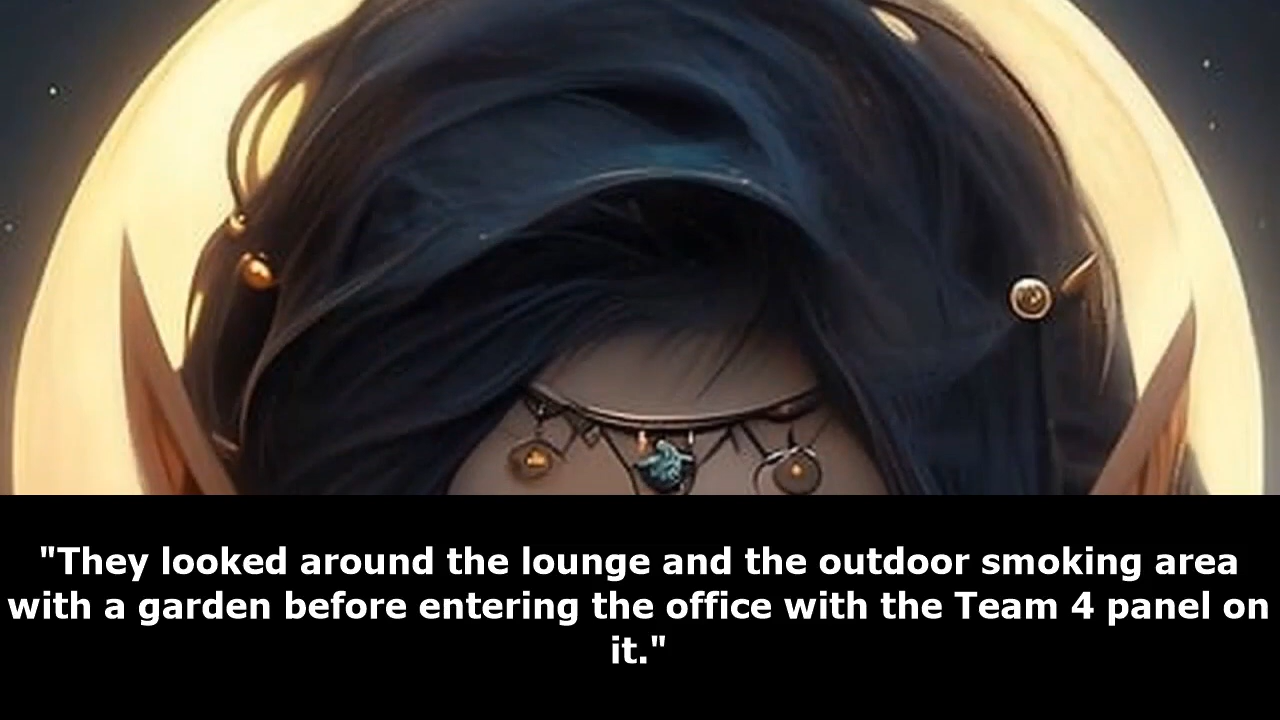 "They looked around the lounge and the outdoor smoking area
with a garden before entering the office with the Team 4 panel on
it."